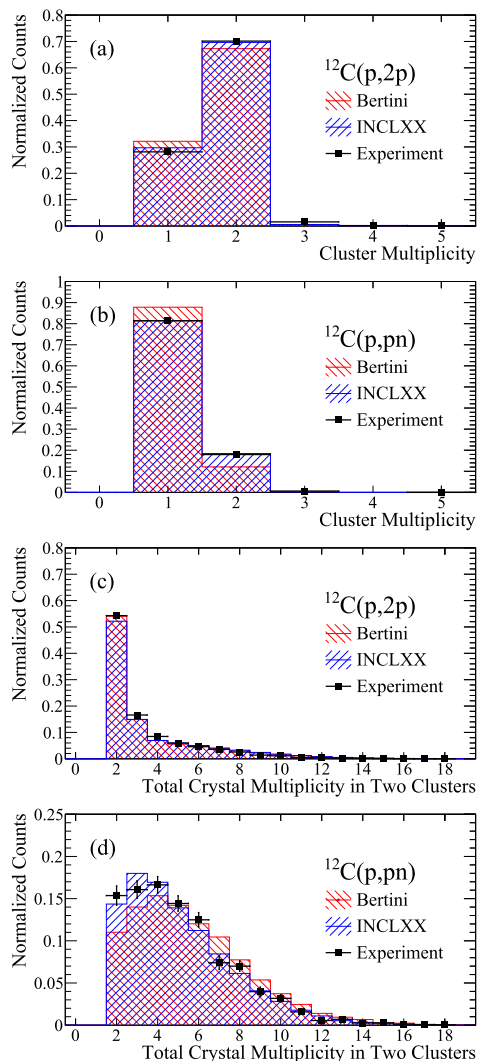 Normalized Counts
0.8
0.7
0.6
0.5
0.4
0.3
0.2
0.1
0
(a)
¹²C(p,2p)
Bertini
INCLXX
Experiment
0 1 2 3 4 5
Cluster Multiplicity
Normalized Counts
1
0.9
0.8
0.7
0.6
0.5
0.4
0.3
0.2
0.1
0
(b)
¹²C(p,pn)
Bertini
INCLXX
Experiment
0 1 2 3 4 5
Cluster Multiplicity
Normalized Counts
0.8
0.7
0.6
0.5
0.4
0.3
0.2
0.1
0
(c)
¹²C(p,2p)
Bertini
INCLXX
Experiment
0 2 4 6 8 10 12 14 16 18
Total Crystal Multiplicity in Two Clusters
Normalized Counts
0.25
0.2
0.15
0.1
0.05
0
(d)
¹²C(p,pn)
Bertini
INCLXX
Experiment
0 2 4 6 8 10 12 14 16 18
Total Crystal Multiplicity in Two Clusters